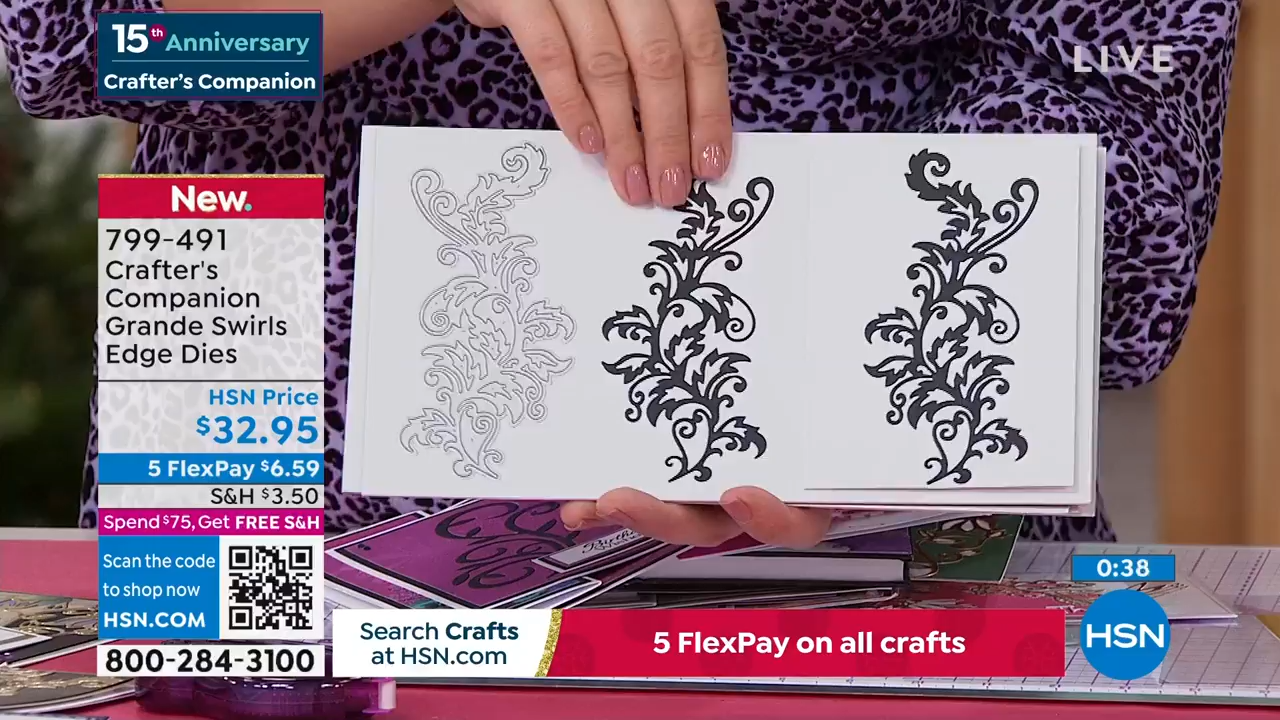 15th Anniversary
Crafter's Companion
LIVE
New.
799-491
Crafter's
Companion
Grande Swirls
Edge Dies
HSN Price
$32.95
5 FlexPay $6.59
S&H $3.50
Spend $75, Get FREE S&H
Scan the code
to shop now
HSN.COM
800-284-3100
Search Crafts
at HSN.com
5 FlexPay on all crafts
0:38
HSN